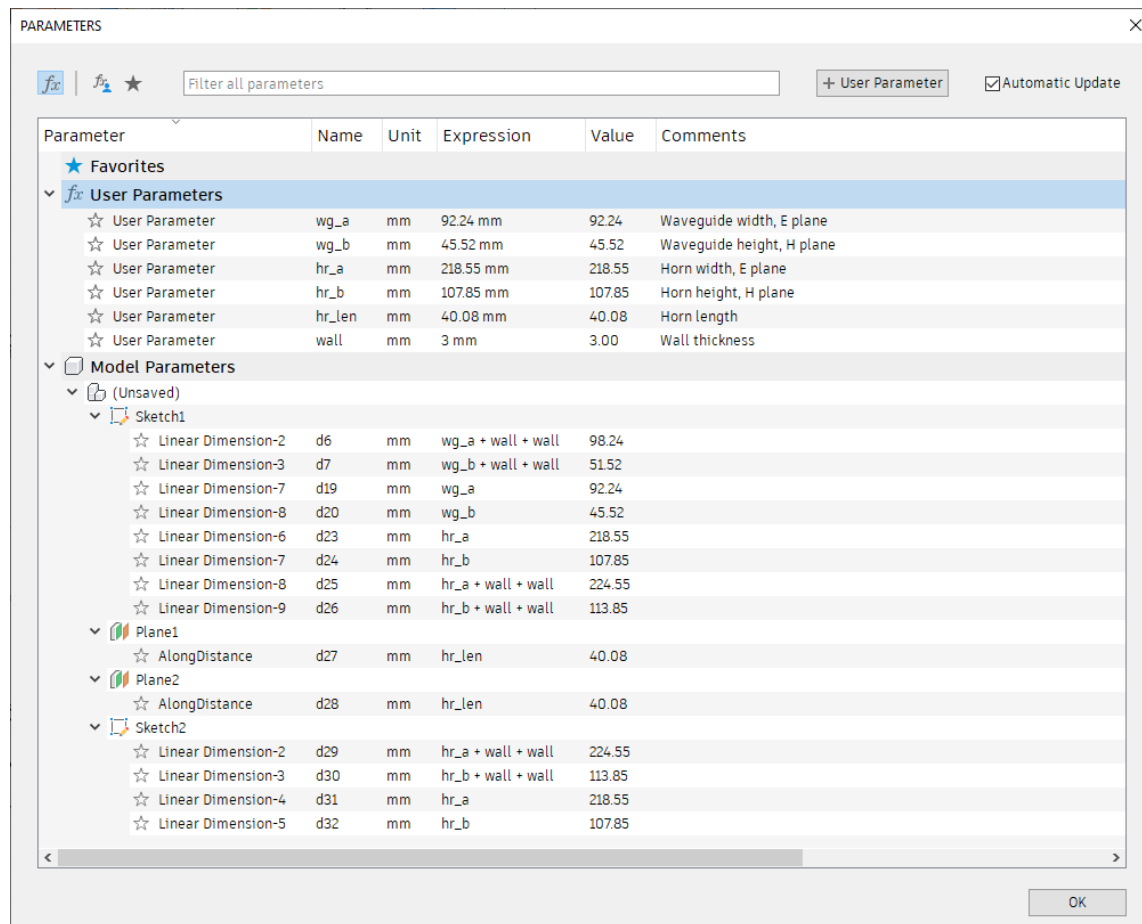 PARAMETERS
Filter all parameters
+ User Parameter
Automatic Update
Parameter Name Unit Expression Value Comments
Favorites
fx User Parameters
User Parameter wg_a mm 92.24 mm 92.24 Waveguide width, E plane
User Parameter wg_b mm 45.52 mm 45.52 Waveguide height, H plane
User Parameter hr_a mm 218.55 mm 218.55 Horn width, E plane
User Parameter hr_b mm 107.85 mm 107.85 Horn height, H plane
User Parameter hr_len mm 40.08 mm 40.08 Horn length
User Parameter wall mm 3 mm 3.00 Wall thickness
Model Parameters
(Unsaved)
Sketch1
Linear Dimension-2 d6 mm wg_a + wall + wall 98.24
Linear Dimension-3 d7 mm wg_b + wall + wall 51.52
Linear Dimension-7 d19 mm wg_a 92.24
Linear Dimension-8 d20 mm wg_b 45.52
Linear Dimension-6 d23 mm hr_a 218.55
Linear Dimension-7 d24 mm hr_b 107.85
Linear Dimension-8 d25 mm hr_a + wall + wall 224.55
Linear Dimension-9 d26 mm hr_b + wall + wall 113.85
Plane1
AlongDistance d27 mm hr_len 40.08
Plane2
AlongDistance d28 mm hr_len 40.08
Sketch2
Linear Dimension-2 d29 mm hr_a + wall + wall 224.55
Linear Dimension-3 d30 mm hr_b + wall + wall 113.85
Linear Dimension-4 d31 mm hr_a 218.55
Linear Dimension-5 d32 mm hr_b 107.85
OK